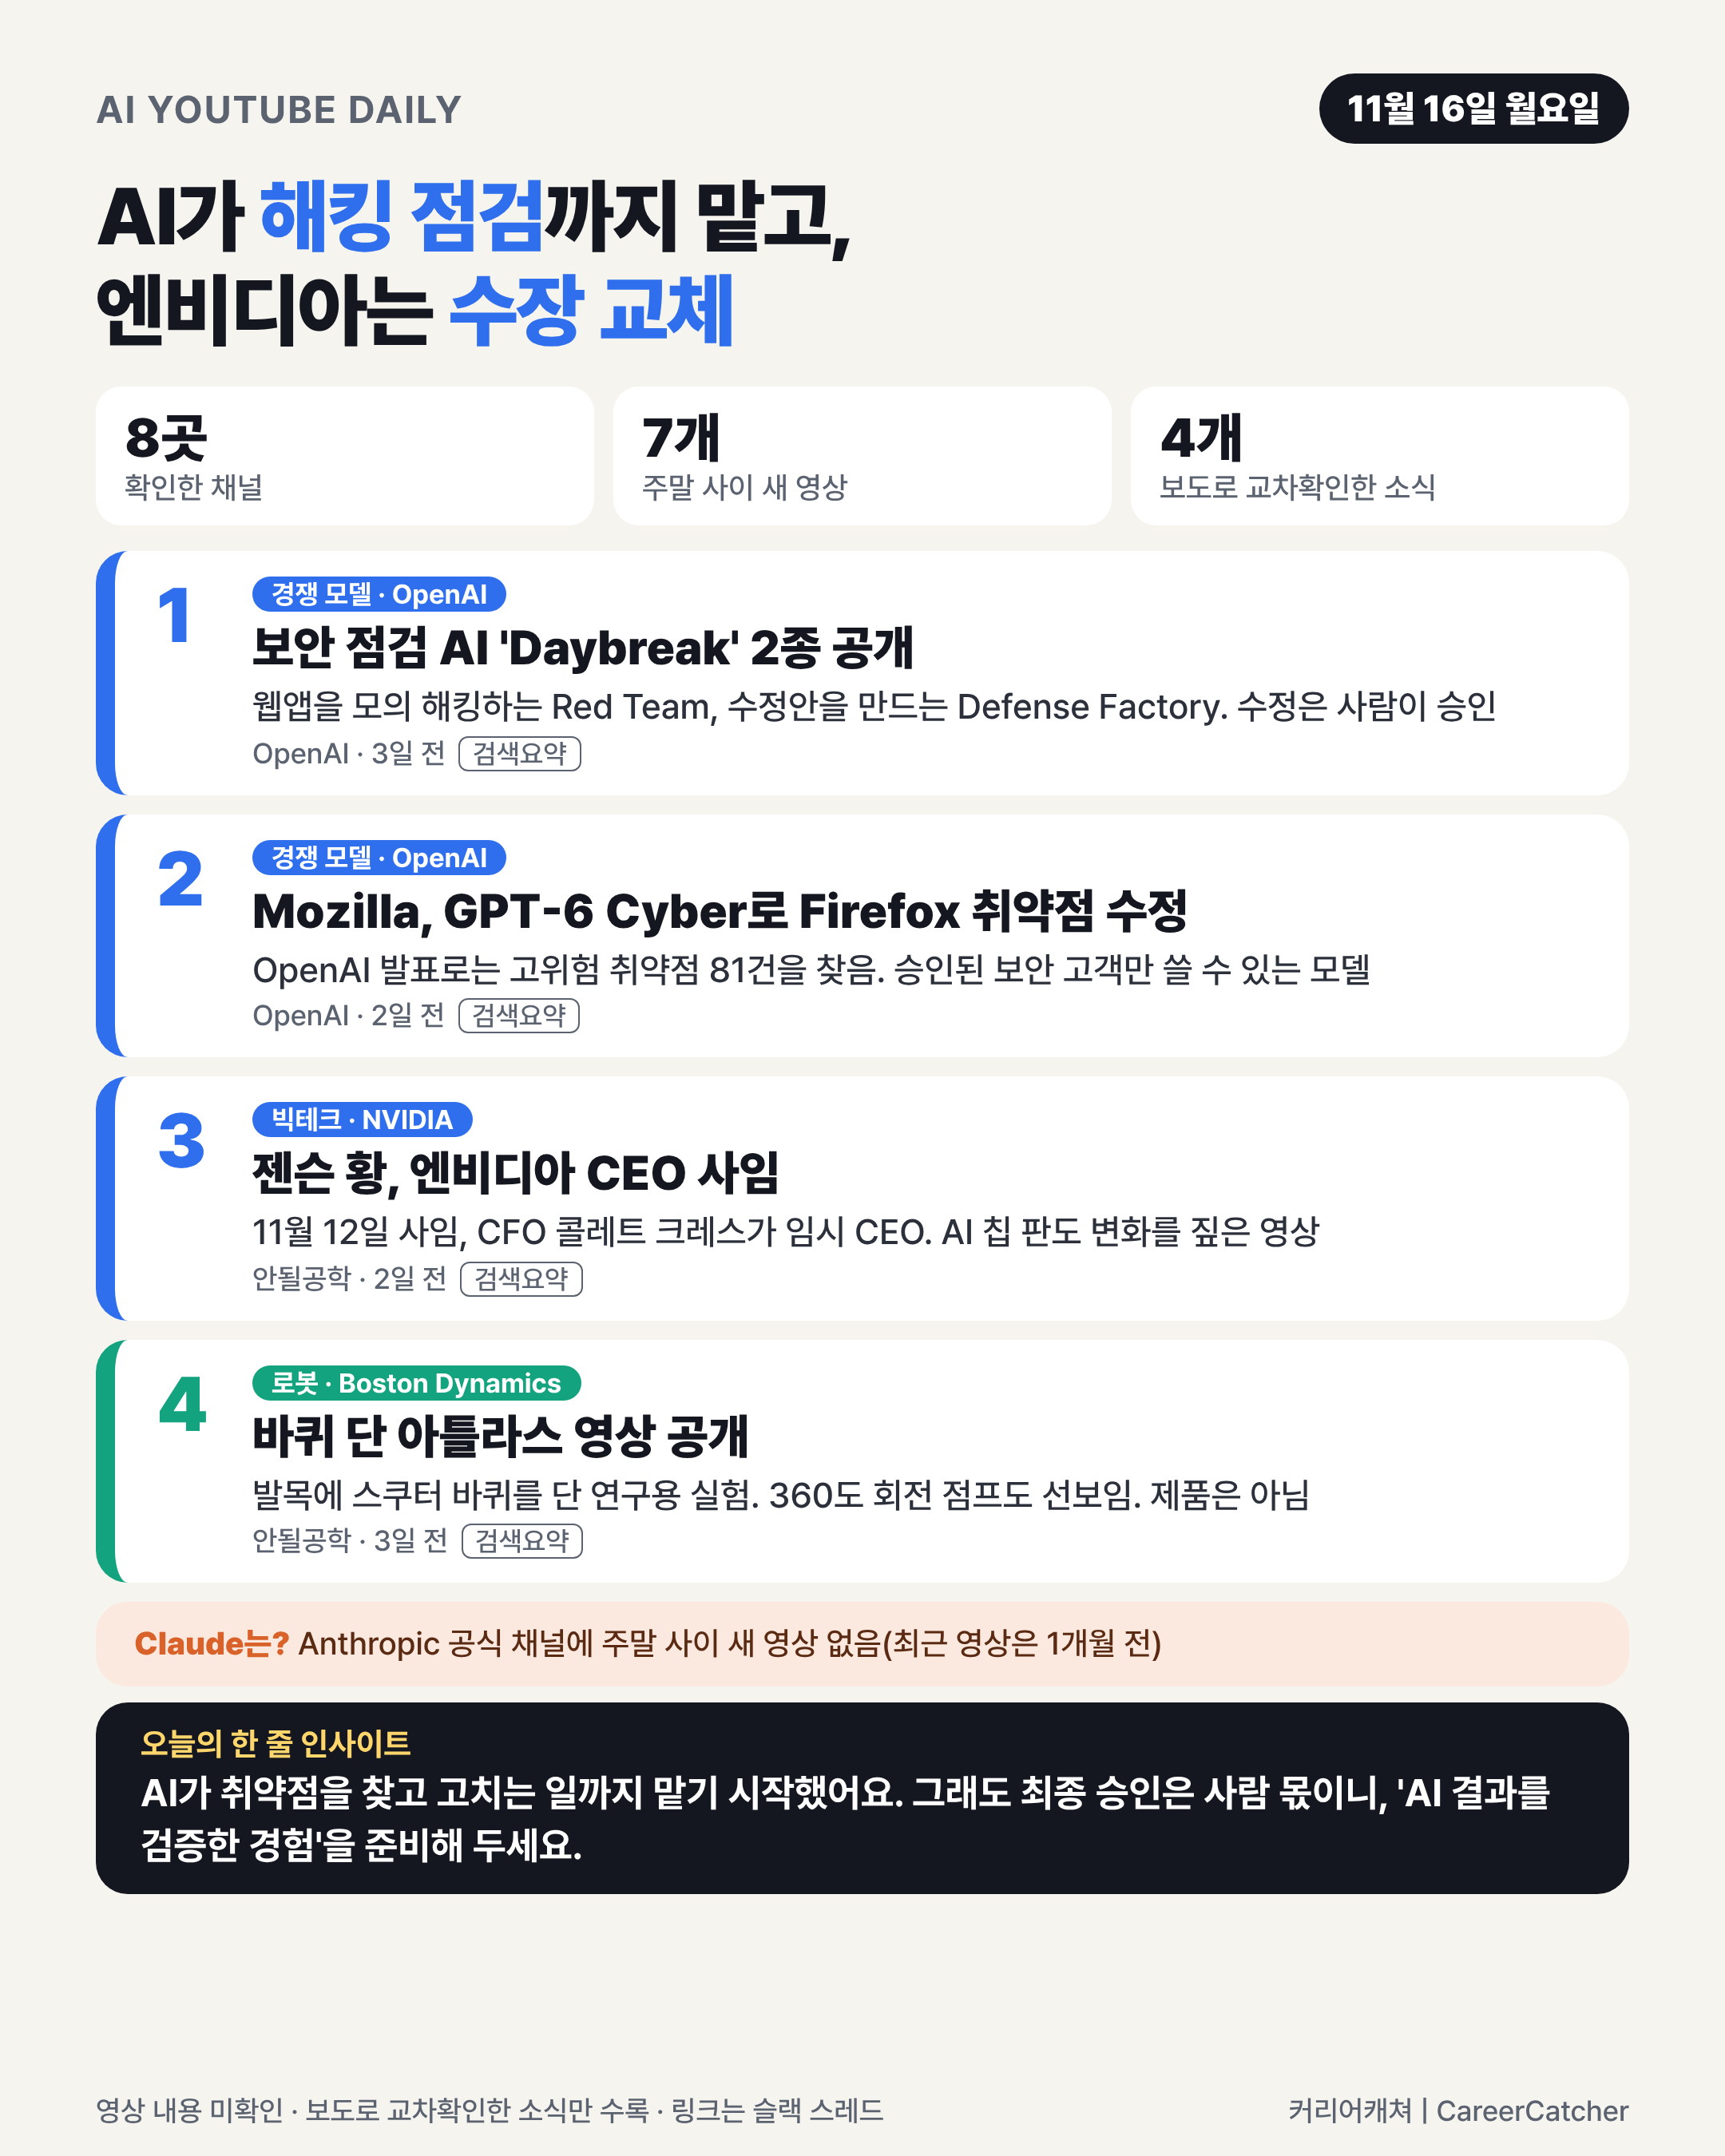 AI YOUTUBE DAILY
11월 16일 월요일
AI가 해킹 점검까지 맡고,
엔비디아는 수장 교체
8곳
확인한 채널
7개
주말 사이 새 영상
4개
보도로 교차확인한 소식
1
경쟁 모델 · OpenAI
보안 점검 AI 'Daybreak' 2종 공개
웹앱을 모의 해킹하는 Red Team, 수정안을 만드는 Defense Factory. 수정은 사람이 승인
OpenAI · 3일 전 검색요약
2
경쟁 모델 · OpenAI
Mozilla, GPT-6 Cyber로 Firefox 취약점 수정
OpenAI 발표로는 고위험 취약점 81건을 찾음. 승인된 보안 고객만 쓸 수 있는 모델
OpenAI · 2일 전 검색요약
3
빅테크 · NVIDIA
젠슨 황, 엔비디아 CEO 사임
11월 12일 사임, CFO 콜레트 크레스가 임시 CEO. AI 칩 판도 변화를 짚은 영상
안될공학 · 2일 전 검색요약
4
로봇 · Boston Dynamics
바퀴 단 아틀라스 영상 공개
발목에 스쿠터 바퀴를 단 연구용 실험. 360도 회전 점프도 선보임. 제품은 아님
안될공학 · 3일 전 검색요약
Claude는? Anthropic 공식 채널에 주말 사이 새 영상 없음(최근 영상은 1개월 전)
오늘의 한 줄 인사이트
AI가 취약점을 찾고 고치는 일까지 맡기 시작했어요. 그래도 최종 승인은 사람 몫이니, 'AI 결과를
검증한 경험'을 준비해 두세요.
영상 내용 미확인 · 보도로 교차확인한 소식만 수록 · 링크는 슬랙 스레드
커리어캐쳐 | CareerCatcher